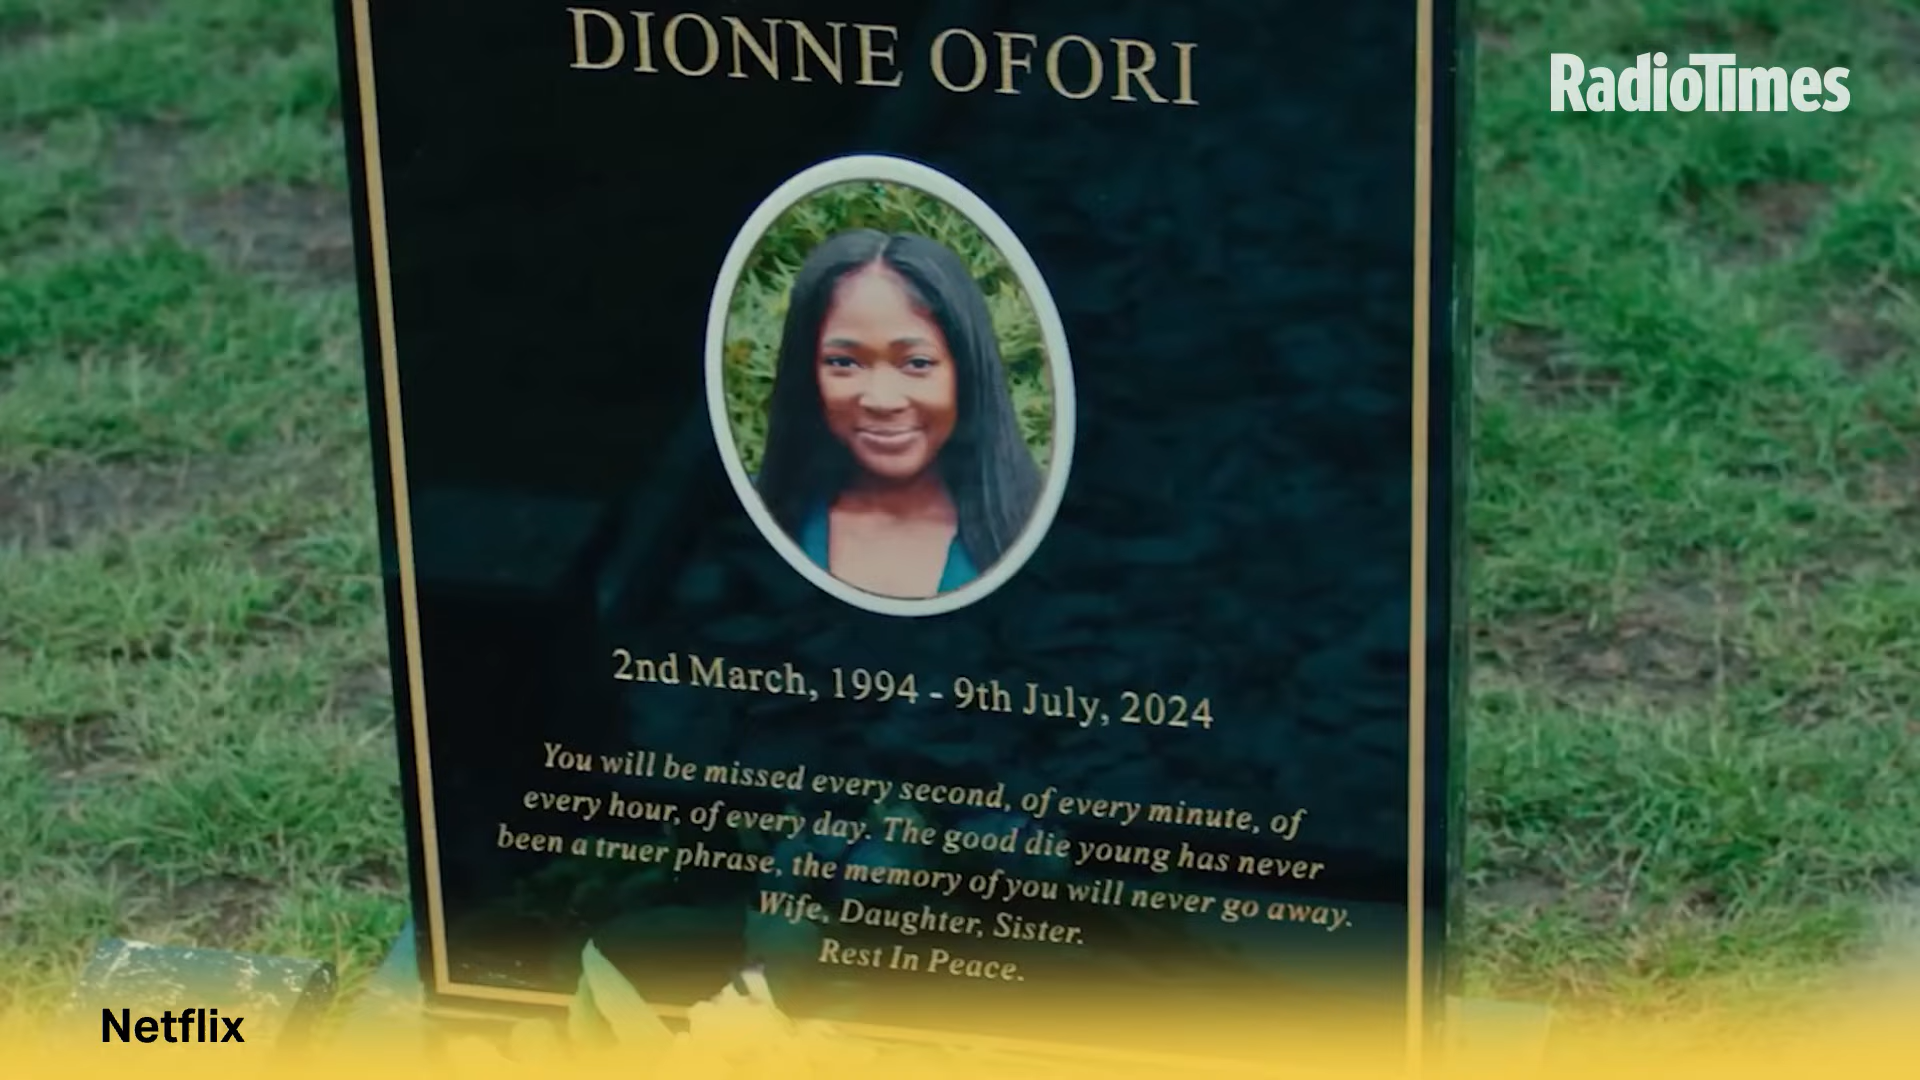 DIONNE OFORI
RadioTimes
2nd March, 1994 - 9th July, 2024
You will be missed every second, of every minute, of
every hour, of every day. The good die young has never
been a truer phrase, the memory of you will never go away.
Wife, Daughter, Sister.
Rest In Peace.
Netflix